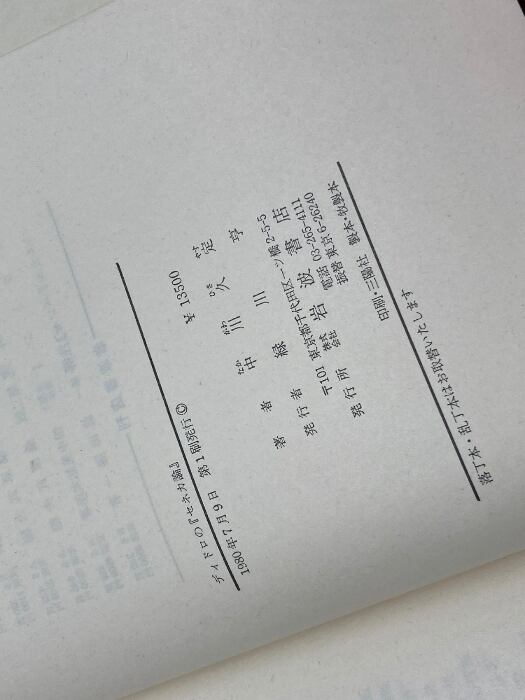 ディドロの『セネカ論』
1980年7月9日 第1刷発行©
¥ 13500
著者 中川久定
発行者 緑川亨
〒101 東京都千代田区一ツ橋2-5-5
発行所 株式会社 岩波書店
電話 03-265-4111
振替 東京6-26240
印刷・三陽社 製本・牧製本
落丁本・乱丁本はお取替いたします